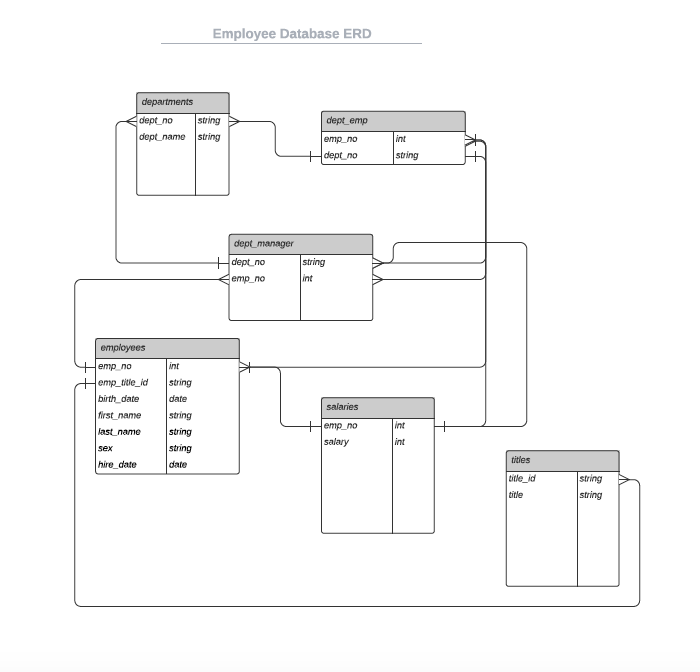 Employee Database ERD
departments
dept_no string
dept_name string
dept_emp
emp_no int
dept_no string
dept_manager
dept_no string
emp_no int
employees
emp_no int
emp_title_id string
birth_date date
first_name string
last_name string
sex string
hire_date date
salaries
emp_no int
salary int
titles
title_id string
title string